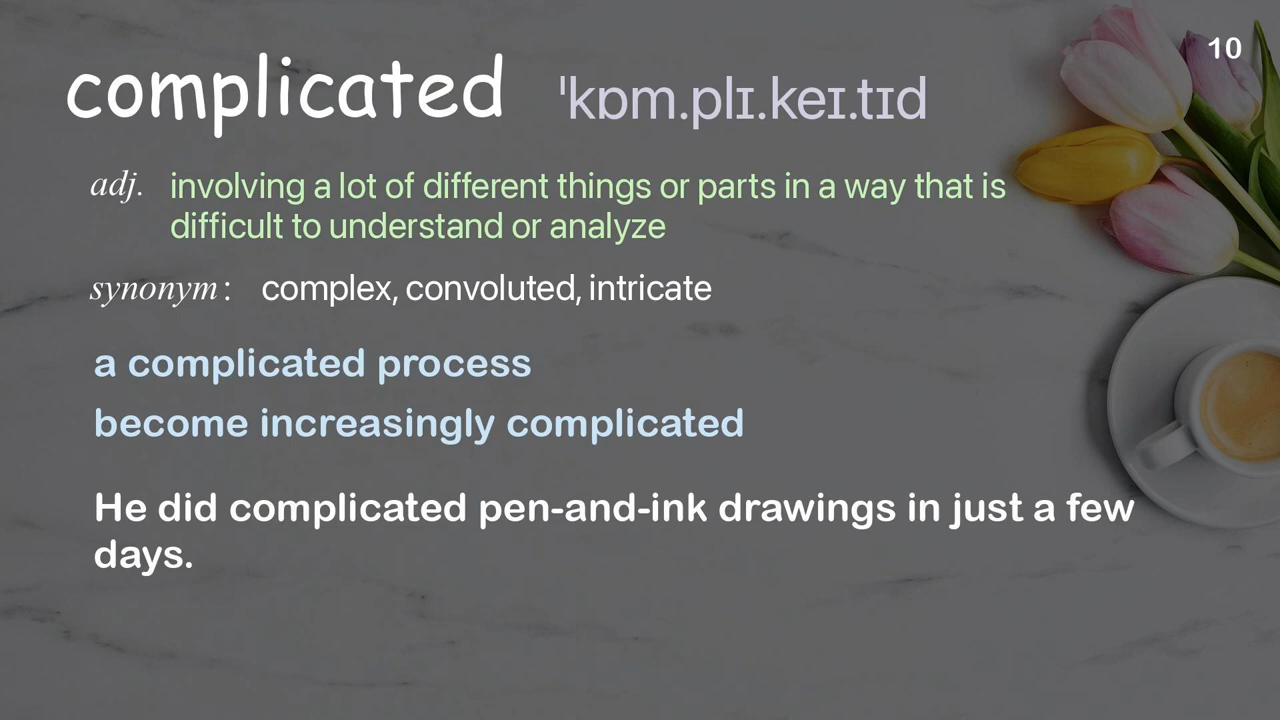 10
complicated ˈkɒm.plɪ.keɪ.tɪd
adj. involving a lot of different things or parts in a way that is
difficult to understand or analyze
synonym : complex, convoluted, intricate
a complicated process
become increasingly complicated
He did complicated pen-and-ink drawings in just a few
days.